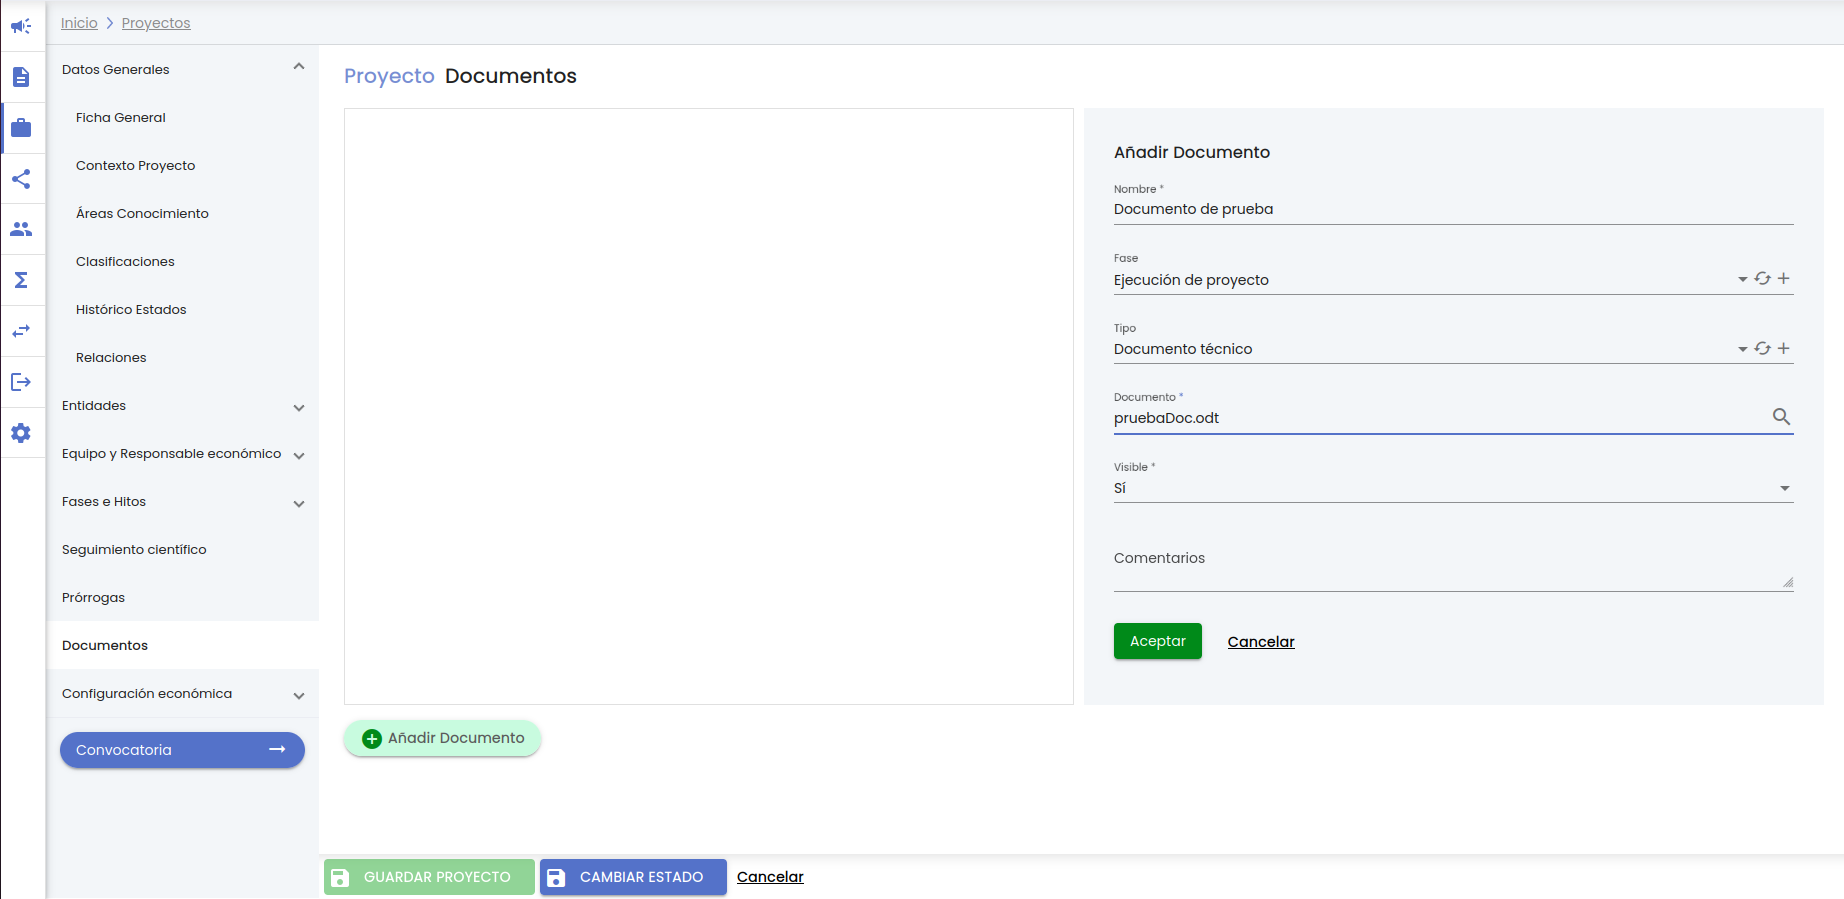 Inicio > Proyectos
Datos Generales
Ficha General
Contexto Proyecto
Áreas Conocimiento
Clasificaciones
Histórico Estados
Relaciones
Entidades
Equipo y Responsable económico
Fases e Hitos
Seguimiento científico
Prórrogas
Documentos
Configuración económica
Convocatoria
Proyecto Documentos
Añadir Documento
Añadir Documento
Nombre *
Documento de prueba
Fase
Ejecución de proyecto
Tipo
Documento técnico
Documento *
pruebaDoc.odt
Visible *
Sí
Comentarios
Aceptar Cancelar
GUARDAR PROYECTO CAMBIAR ESTADO Cancelar